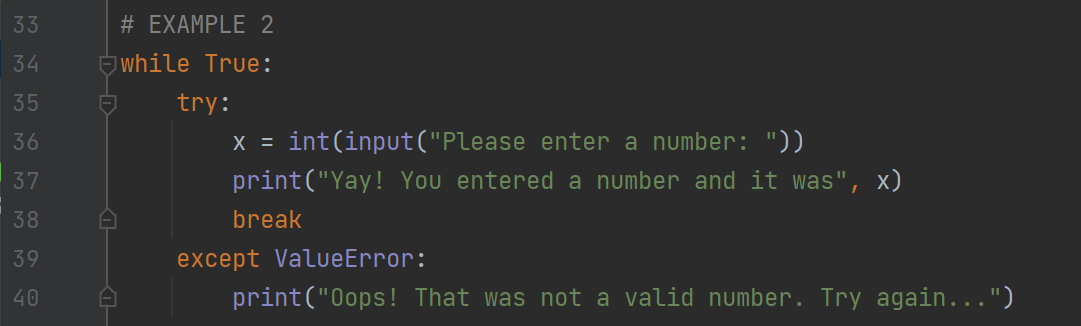 33 # EXAMPLE 2
34 while True:
35     try:
36         x = int(input("Please enter a number: "))
37         print("Yay! You entered a number and it was", x)
38         break
39     except ValueError:
40         print("Oops! That was not a valid number. Try again...")